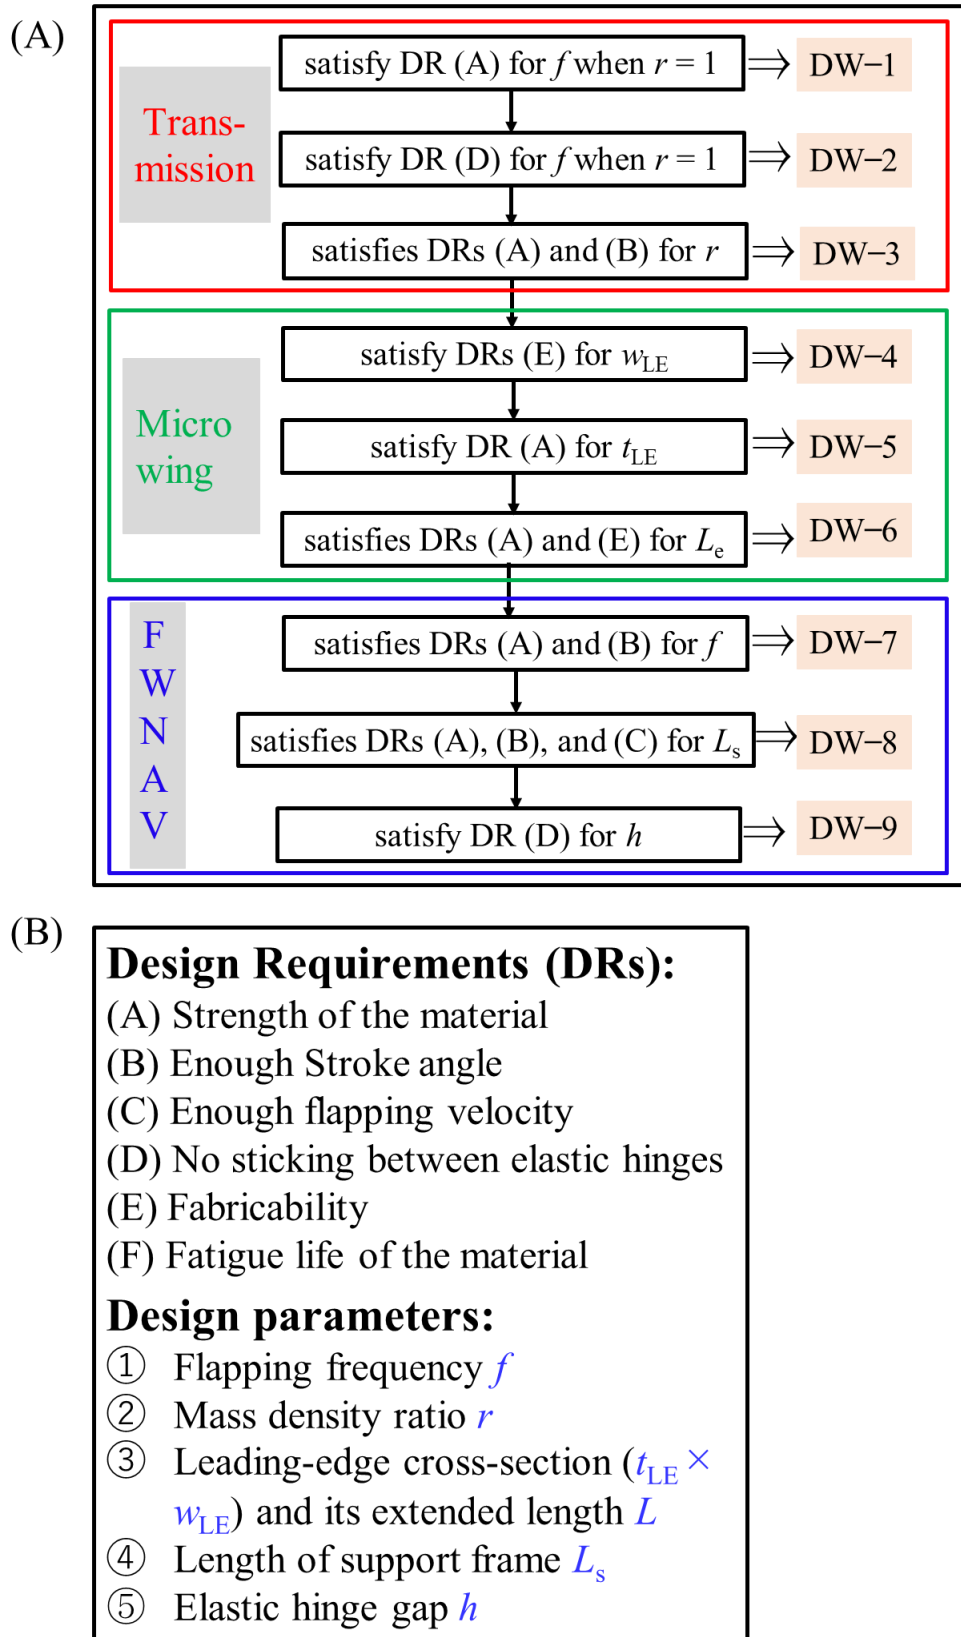 (A)
Trans-
mission
satisfy DR (A) for f when r = 1 ⇒ DW–1
satisfy DR (D) for f when r = 1 ⇒ DW–2
satisfies DRs (A) and (B) for r ⇒ DW–3
Micro
wing
satisfy DRs (E) for wLE ⇒ DW–4
satisfy DR (A) for tLE ⇒ DW–5
satisfies DRs (A) and (E) for Le ⇒ DW–6
F
W
N
A
V
satisfies DRs (A) and (B) for f ⇒ DW–7
satisfies DRs (A), (B), and (C) for Ls ⇒ DW–8
satisfy DR (D) for h ⇒ DW–9
(B)
Design Requirements (DRs):
(A) Strength of the material
(B) Enough Stroke angle
(C) Enough flapping velocity
(D) No sticking between elastic hinges
(E) Fabricability
(F) Fatigue life of the material
Design parameters:
① Flapping frequency f
② Mass density ratio r
③ Leading-edge cross-section (tLE ×
wLE) and its extended length L
④ Length of support frame Ls
⑤ Elastic hinge gap h